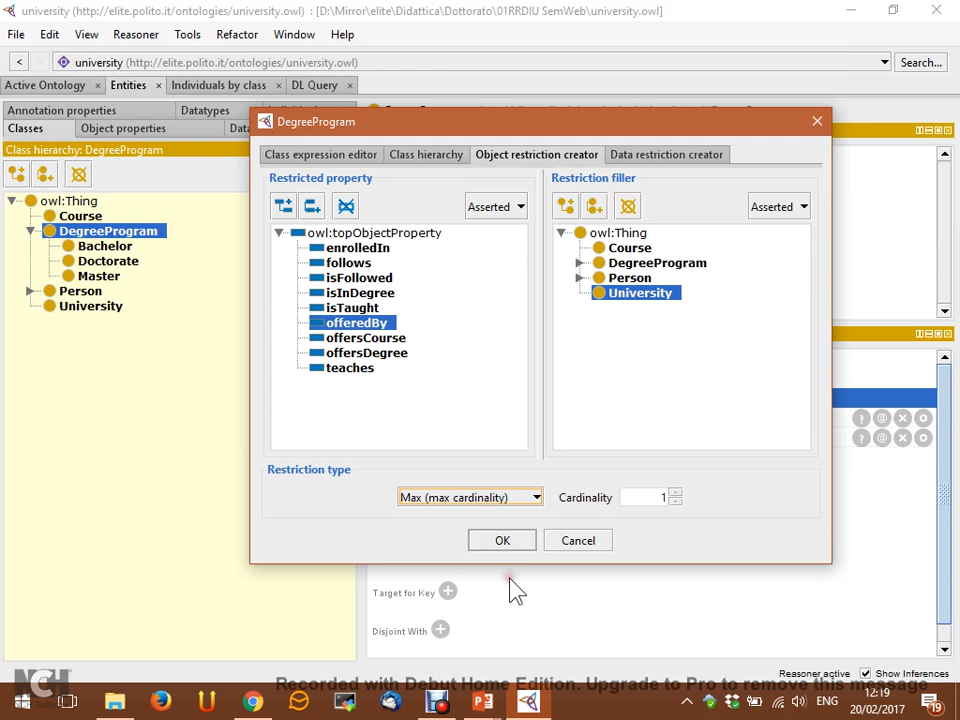 university (http://elite.polito.it/ontologies/university.owl) : [D:\Mirror\elite\Didattica\Dottorato\01RRDIU SemWeb\university.owl]
File Edit View Reasoner Tools Refactor Window Help
< university (http://elite.polito.it/ontologies/university.owl) Search...
Active Ontology × Entities × Individuals by class × DL Query ×
Annotation properties Datatypes
Classes Object properties
Class hierarchy: DegreeProgram
owl:Thing
Course
DegreeProgram
Bachelor
Doctorate
Master
Person
University
DegreeProgram
Class expression editor Class hierarchy Object restriction creator Data restriction creator
Restricted property
Asserted
owl:topObjectProperty
enrolledIn
follows
isFollowed
isInDegree
isTaught
offeredBy
offersCourse
offersDegree
teaches
Restriction filler
Asserted
owl:Thing
Course
DegreeProgram
Person
University
Restriction type
Max (max cardinality) Cardinality 1
OK Cancel
Target for Key
Disjoint With
Reasoner active Show Inferences
NCH
Recorded with Debut Home Edition. Upgrade to Pro to remove this message
ENG
12:19
20/02/2017
19